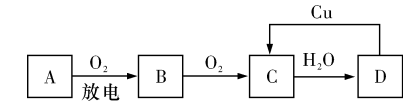 Cu
A O₂ 放电 B O₂ C H₂O D